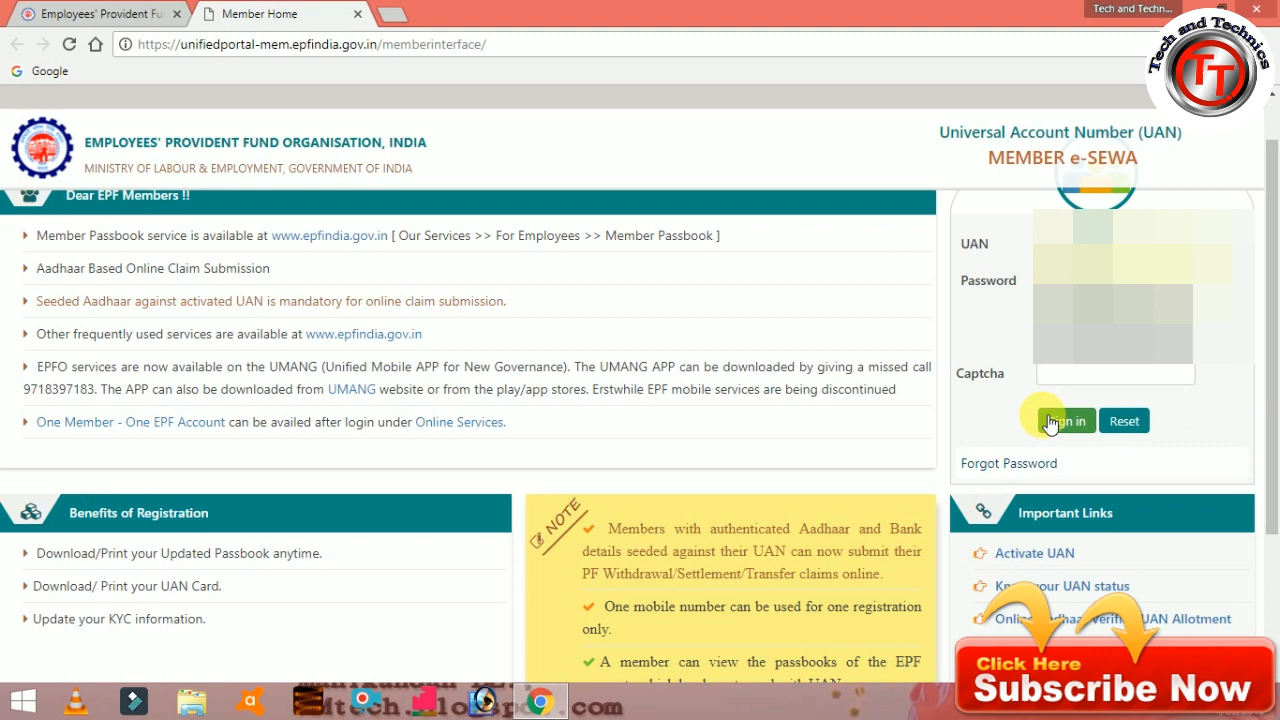 Employees' Provident Fu
Member Home
Tech and Techn...
https://unifiedportal-mem.epfindia.gov.in/memberinterface/
Google
Tech and Technics
TT
EMPLOYEES' PROVIDENT FUND ORGANISATION, INDIA
MINISTRY OF LABOUR & EMPLOYMENT, GOVERNMENT OF INDIA
Universal Account Number (UAN)
MEMBER e-SEWA
Dear EPF Members !!
Member Passbook service is available at www.epfindia.gov.in [ Our Services >> For Employees >> Member Passbook ]
Aadhaar Based Online Claim Submission
Seeded Aadhaar against activated UAN is mandatory for online claim submission.
Other frequently used services are available at www.epfindia.gov.in
EPFO services are now available on the UMANG (Unified Mobile APP for New Governance). The UMANG APP can be downloaded by giving a missed call
9718397183. The APP can also be downloaded from UMANG website or from the play/app stores. Erstwhile EPF mobile services are being discontinued
One Member - One EPF Account can be availed after login under Online Services.
UAN
Password
Captcha
Sign in
Reset
Forgot Password
Benefits of Registration
Download/Print your Updated Passbook anytime.
Download/ Print your UAN Card.
Update your KYC information.
NOTE
Members with authenticated Aadhaar and Bank
details seeded against their UAN can now submit their
PF Withdrawal/Settlement/Transfer claims online.
One mobile number can be used for one registration
only.
A member can view the passbooks of the EPF
Important Links
Activate UAN
Know your UAN status
Online Aadhaar Verified UAN Allotment
Click Here
Subscribe Now